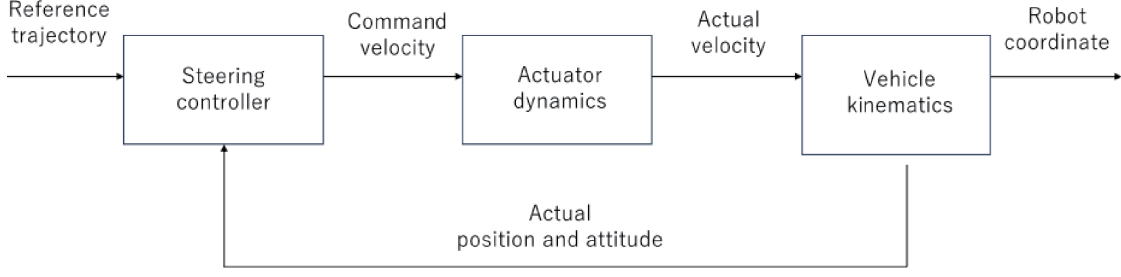 Reference
trajectory
Steering
controller
Command
velocity
Actuator
dynamics
Actual
velocity
Vehicle
kinematics
Robot
coordinate
Actual
position and attitude